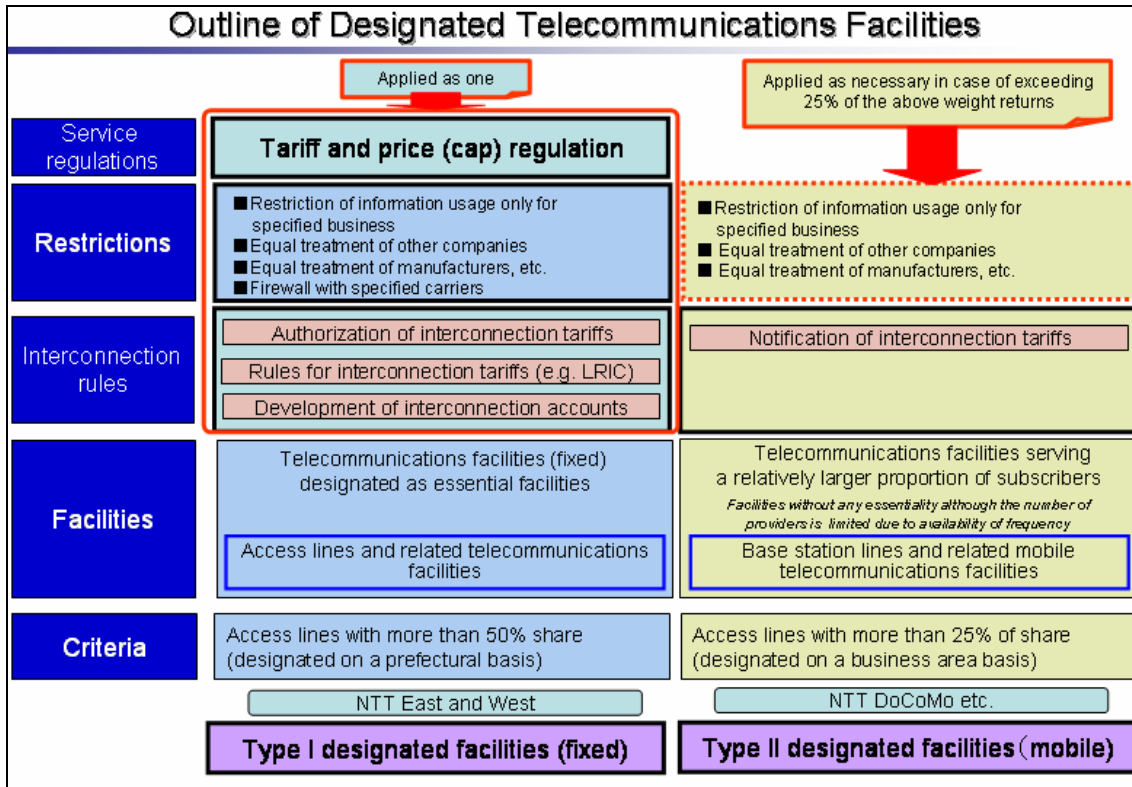 Outline of Designated Telecommunications Facilities
Applied as one
Applied as necessary in case of exceeding
25% of the above weight returns
Service
regulations
Tariff and price (cap) regulation
Restrictions
■Restriction of information usage only for
specified business
■Equal treatment of other companies
■Equal treatment of manufacturers, etc.
■Firewall with specified carriers
■Restriction of information usage only for
specified business
■ Equal treatment of other companies
■ Equal treatment of manufacturers, etc.
Interconnection
rules
Authorization of interconnection tariffs
Rules for interconnection tariffs (e.g. LRIC)
Development of interconnection accounts
Notification of interconnection tariffs
Facilities
Telecommunications facilities (fixed)
designated as essential facilities
Access lines and related telecommunications
facilities
Telecommunications facilities serving
a relatively larger proportion of subscribers
Facilities without any essentiality although the number of
providers is limited due to availability of frequency
Base station lines and related mobile
telecommunications facilities
Criteria
Access lines with more than 50% share
(designated on a prefectural basis)
Access lines with more than 25% of share
(designated on a business area basis)
NTT East and West
NTT DoCoMo etc.
Type I designated facilities (fixed)
Type II designated facilities（mobile)